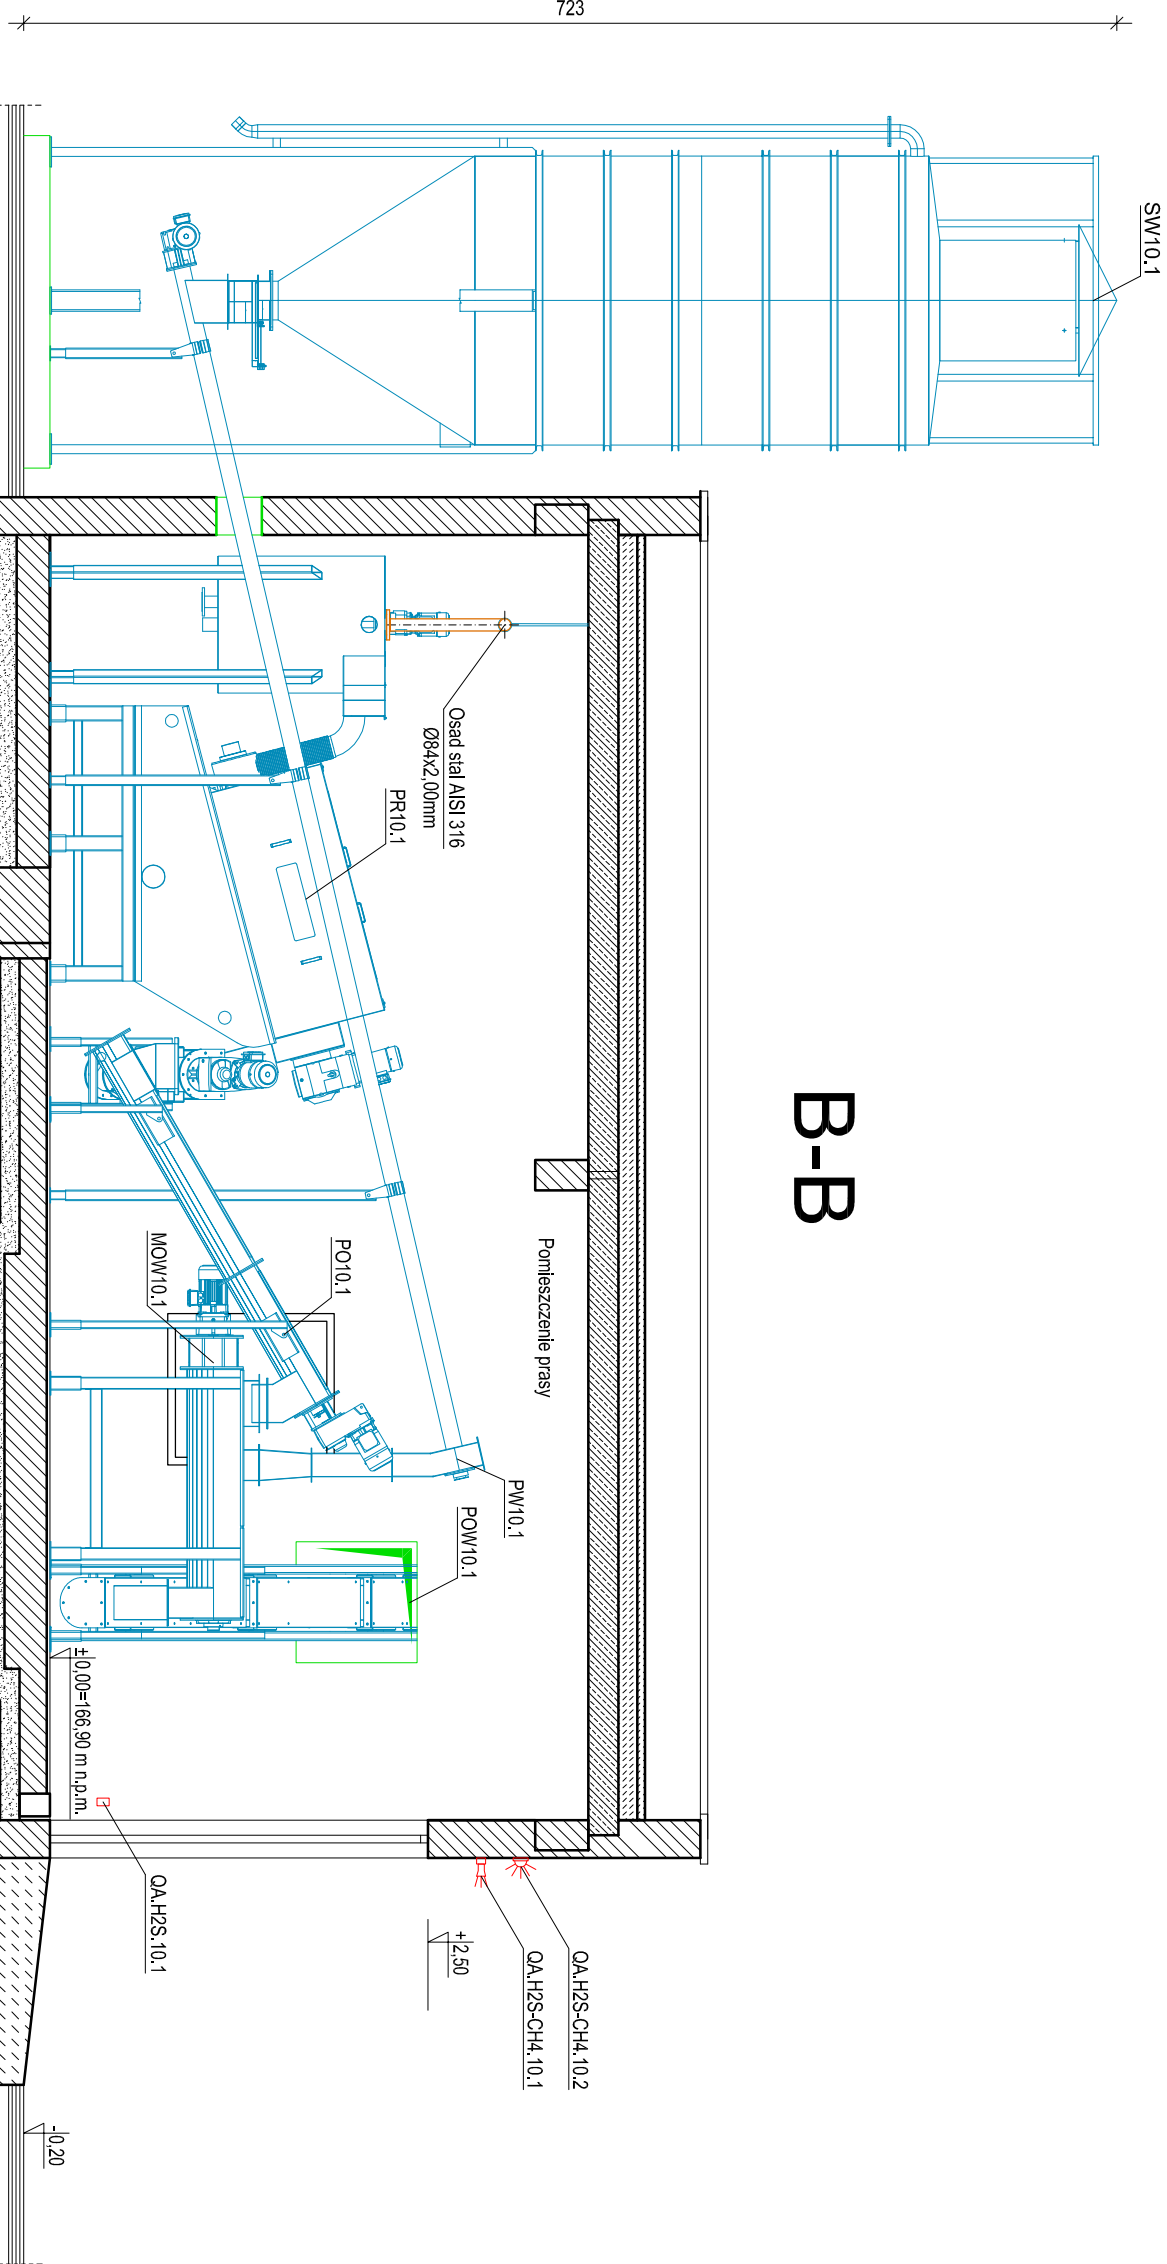 723
SW10.1
B-B
Osad stal AISI 316
Ø84x2,00mm
PR10.1
Pomieszczenie prasy
PO10.1
MOW10.1
PW10.1
POW10.1
±0,00=166,90 m n.p.m.
QA.H2S.10.1
+2,50
QA.H2S-CH4.10.1
QA.H2S-CH4.10.2
-0,20